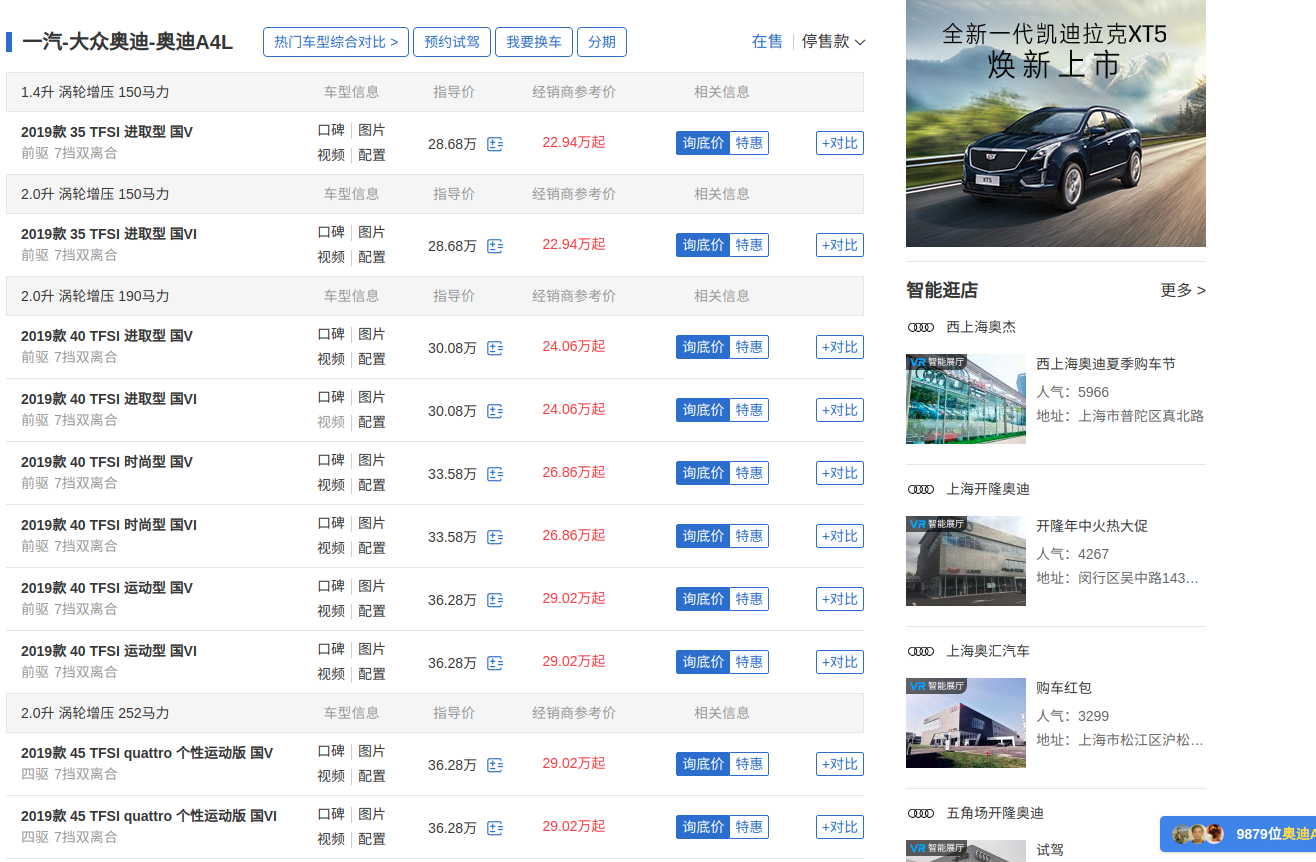 一汽-大众奥迪-奥迪A4L
热门车型综合对比 > 预约试驾 我要换车 分期 在售 停售款
1.4升 涡轮增压 150马力 车型信息 指导价 经销商参考价 相关信息
2019款 35 TFSI 进取型 国V 口碑 图片
前驱 7挡双离合 视频 配置 28.68万 22.94万起 询底价 特惠 +对比
2.0升 涡轮增压 150马力 车型信息 指导价 经销商参考价 相关信息
2019款 35 TFSI 进取型 国VI 口碑 图片
前驱 7挡双离合 视频 配置 28.68万 22.94万起 询底价 特惠 +对比
2.0升 涡轮增压 190马力 车型信息 指导价 经销商参考价 相关信息
2019款 40 TFSI 进取型 国V 口碑 图片
前驱 7挡双离合 视频 配置 30.08万 24.06万起 询底价 特惠 +对比
2019款 40 TFSI 进取型 国VI 口碑 图片
前驱 7挡双离合 视频 配置 30.08万 24.06万起 询底价 特惠 +对比
2019款 40 TFSI 时尚型 国V 口碑 图片
前驱 7挡双离合 视频 配置 33.58万 26.86万起 询底价 特惠 +对比
2019款 40 TFSI 时尚型 国VI 口碑 图片
前驱 7挡双离合 视频 配置 33.58万 26.86万起 询底价 特惠 +对比
2019款 40 TFSI 运动型 国V 口碑 图片
前驱 7挡双离合 视频 配置 36.28万 29.02万起 询底价 特惠 +对比
2019款 40 TFSI 运动型 国VI 口碑 图片
前驱 7挡双离合 视频 配置 36.28万 29.02万起 询底价 特惠 +对比
2.0升 涡轮增压 252马力 车型信息 指导价 经销商参考价 相关信息
2019款 45 TFSI quattro 个性运动版 国V 口碑 图片
四驱 7挡双离合 视频 配置 36.28万 29.02万起 询底价 特惠 +对比
2019款 45 TFSI quattro 个性运动版 国VI 口碑 图片
四驱 7挡双离合 视频 配置 36.28万 29.02万起 询底价 特惠 +对比
全新一代凯迪拉克XT5
焕新上市
XT5
智能逛店 更多 >
西上海奥杰
VR 智能展厅
西上海奥迪夏季购车节
人气：5966
地址：上海市普陀区真北路
上海开隆奥迪
VR 智能展厅
开隆年中火热大促
人气：4267
地址：闵行区吴中路143…
上海奥汇汽车
VR 智能展厅
购车红包
人气：3299
地址：上海市松江区沪松…
五角场开隆奥迪
VR 智能展厅
试驾
9879位奥迪A